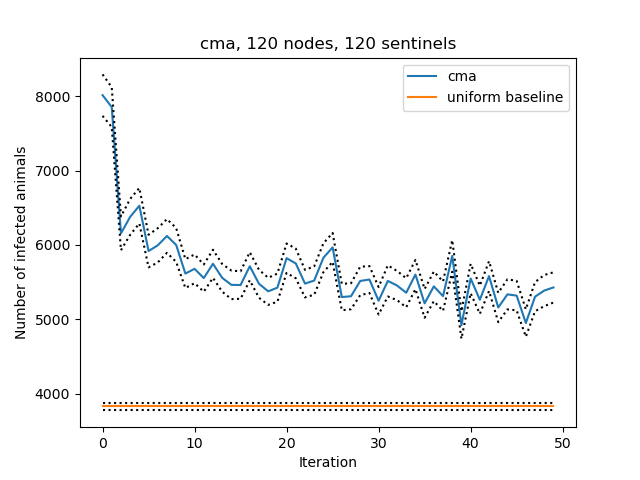 cma, 120 nodes, 120 sentinels
cma
uniform baseline
Number of infected animals
8000
7000
6000
5000
4000
0
10
20
30
40
50
Iteration